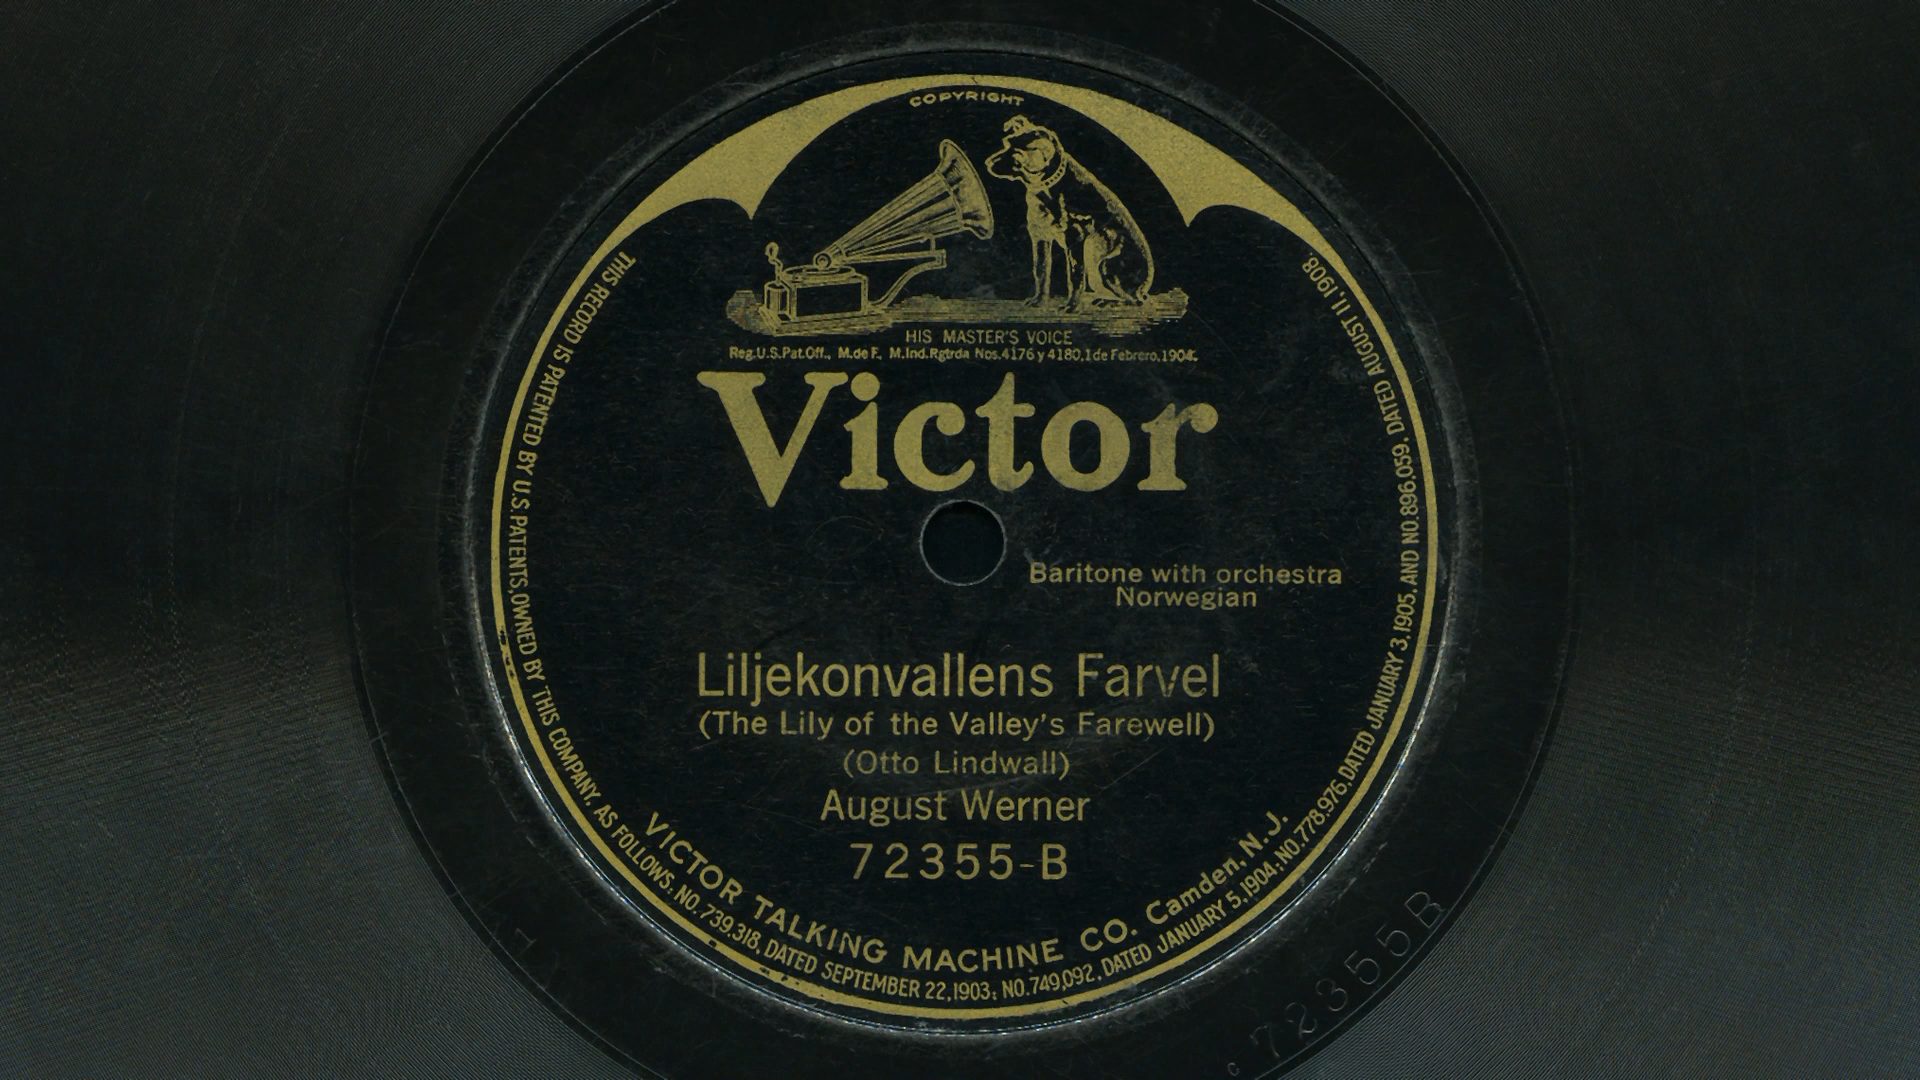 COPYRIGHT
HIS MASTER'S VOICE
Reg.U.S.Pat.Off., M.de F., M.Ind.Rgtrda Nos.4176 y 4180,1 de Febrero,1904.
Victor
Baritone with orchestra
Norwegian
Liljekonvallens Farvel
(The Lily of the Valley's Farewell)
(Otto Lindwall)
August Werner
72355-B
VICTOR TALKING MACHINE CO. Camden, N.J.
THIS RECORD IS PATENTED BY U.S. PATENTS, OWNED BY THIS COMPANY, AS FOLLOWS: NO. 739,318, DATED SEPTEMBER 22,1903; NO. 749,092, DATED JANUARY 5,1904; NO. 778,976, DATED JANUARY 3,1905, AND NO. 896,059, DATED AUGUST 11,1908.
c 72355B